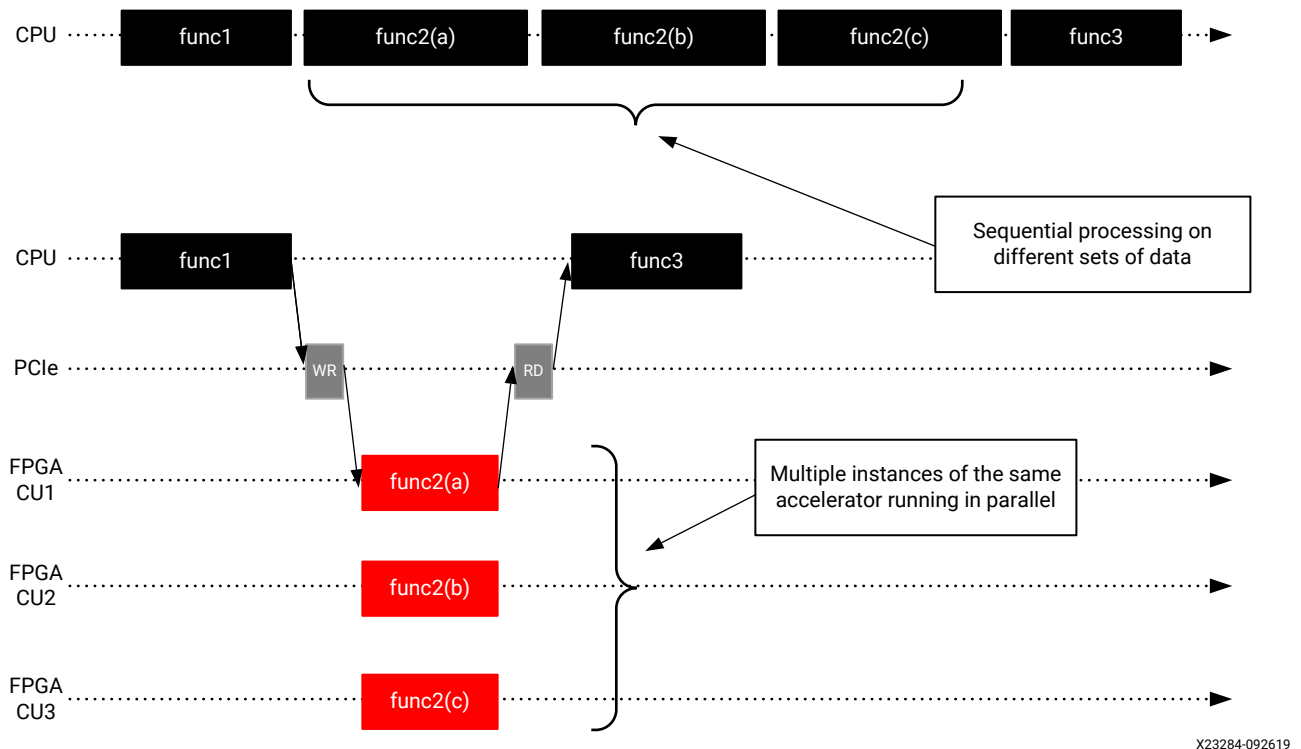 CPU
func1
func2(a)
func2(b)
func2(c)
func3
Sequential processing on
different sets of data
CPU
func1
func3
PCIe
WR
RD
FPGA
CU1
func2(a)
Multiple instances of the same
accelerator running in parallel
FPGA
CU2
func2(b)
FPGA
CU3
func2(c)
X23284-092619